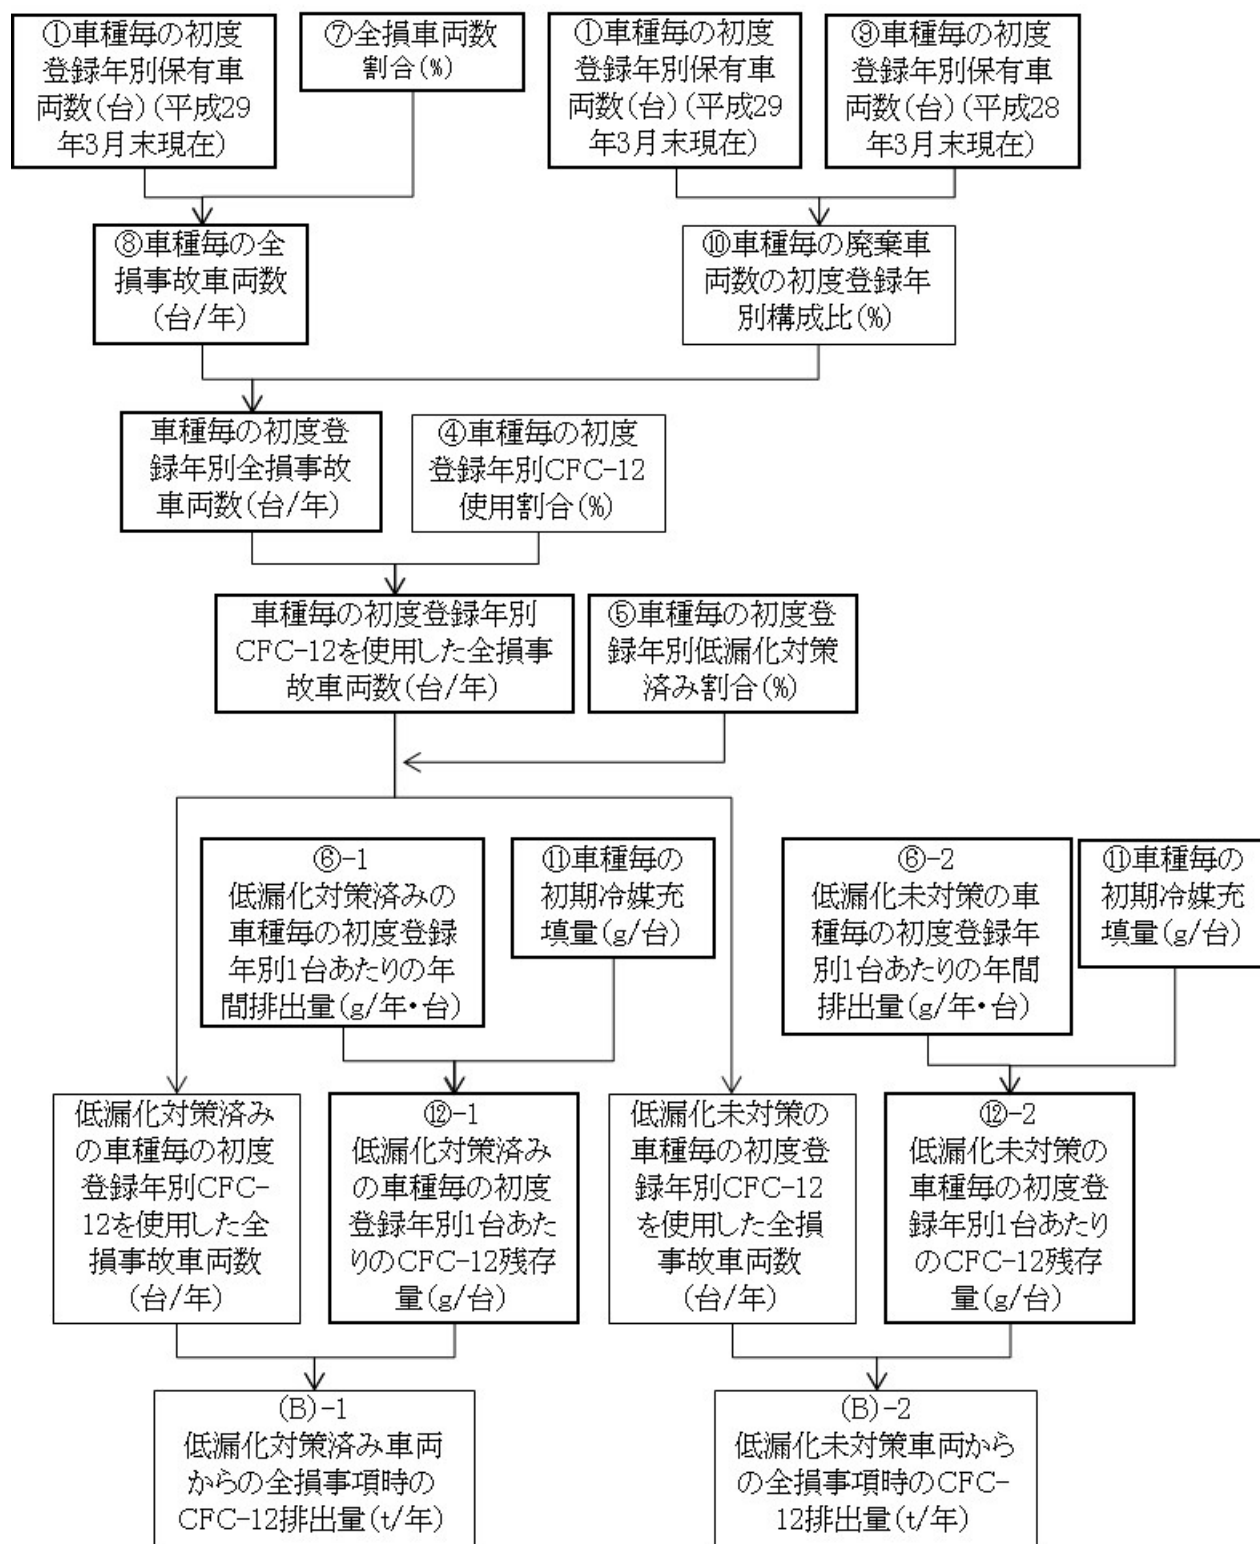 ①車種毎の初度
登録年別保有車
両数(台)(平成29
年3月末現在)
⑦全損車両数
割合(%)
①車種毎の初度
登録年別保有車
両数(台)(平成29
年3月末現在)
⑨車種毎の初度
登録年別保有車
両数(台)(平成28
年3月末現在)
⑧車種毎の全
損事故車両数
(台/年)
⑩車種毎の廃棄車
両数の初度登録年
別構成比(%)
車種毎の初度登
録年別全損事故
車両数(台/年)
④車種毎の初度
登録年別CFC-12
使用割合(%)
車種毎の初度登録年別
CFC-12を使用した全損事
故車両数(台/年)
⑤車種毎の初度登
録年別低漏化対策
済み割合(%)
⑥-1
低漏化対策済みの
車種毎の初度登録
年別1台あたりの年
間排出量(g/年・台)
⑪車種毎の
初期冷媒充
填量(g/台)
⑥-2
低漏化未対策の車
種毎の初度登録年
別1台あたりの年間
排出量(g/年・台)
⑪車種毎の
初期冷媒充
填量(g/台)
低漏化対策済み
の車種毎の初度
登録年別CFC-
12を使用した全
損事故車両数
(台/年)
⑫-1
低漏化対策済み
の車種毎の初度
登録年別1台あた
りのCFC-12残存
量(g/台)
低漏化未対策の
車種毎の初度登
録年別CFC-12
を使用した全損
事故車両数
(台/年)
⑫-2
低漏化未対策の
車種毎の初度登
録年別1台あたり
のCFC-12残存
量(g/台)
(B)-1
低漏化対策済み車両
からの全損事項時の
CFC-12排出量(t/年)
(B)-2
低漏化未対策車両から
の全損事項時のCFC-
12排出量(t/年)